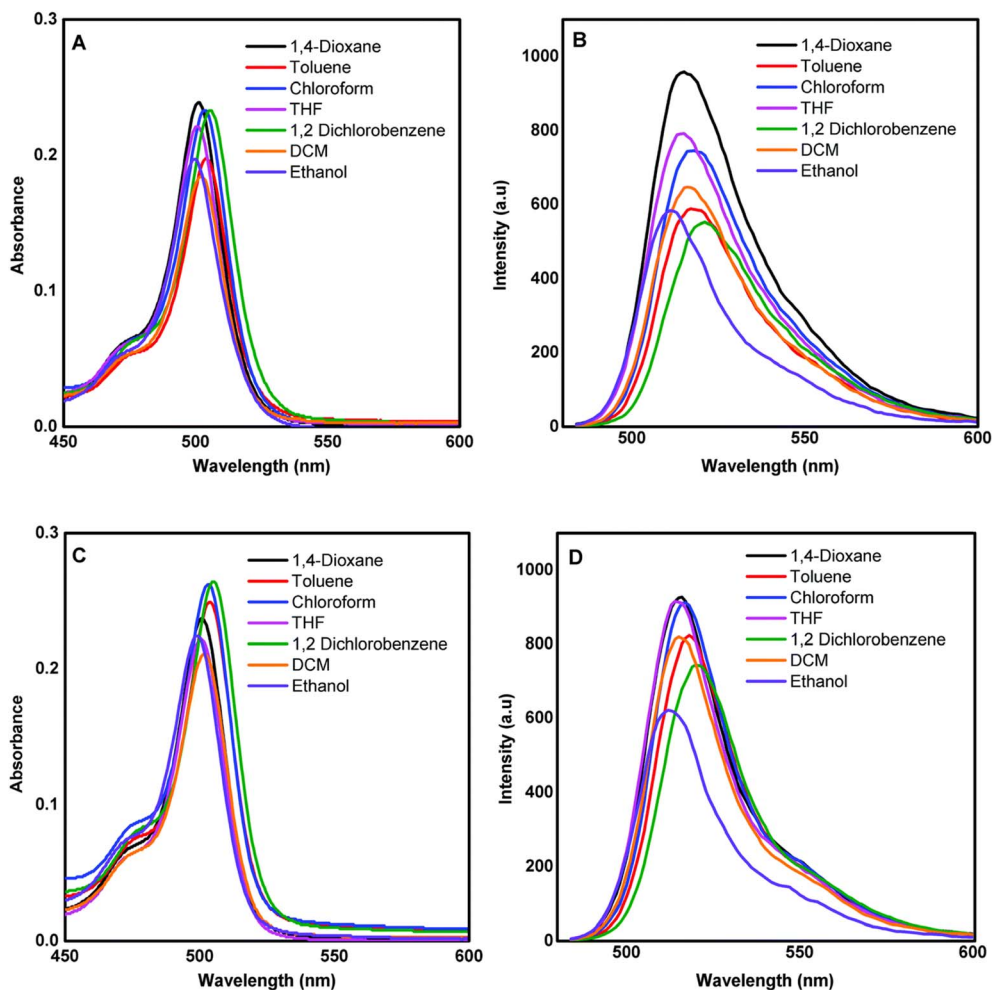 A
1,4-Dioxane
Toluene
Chloroform
THF
1,2 Dichlorobenzene
DCM
Ethanol
Absorbance
0.3
0.2
0.1
0.0
450
500
550
600
Wavelength (nm)
B
1,4-Dioxane
Toluene
Chloroform
THF
1,2 Dichlorobenzene
DCM
Ethanol
Intensity (a.u)
1000
800
600
400
200
0
500
550
600
Wavelength (nm)
C
1,4-Dioxane
Toluene
Chloroform
THF
1,2 Dichlorobenzene
DCM
Ethanol
Absorbance
0.3
0.2
0.1
0.0
450
500
550
600
Wavelength (nm)
D
1,4-Dioxane
Toluene
Chloroform
THF
1,2 Dichlorobenzene
DCM
Ethanol
Intensity (a.u)
1000
800
600
400
200
0
500
550
600
Wavelength (nm)